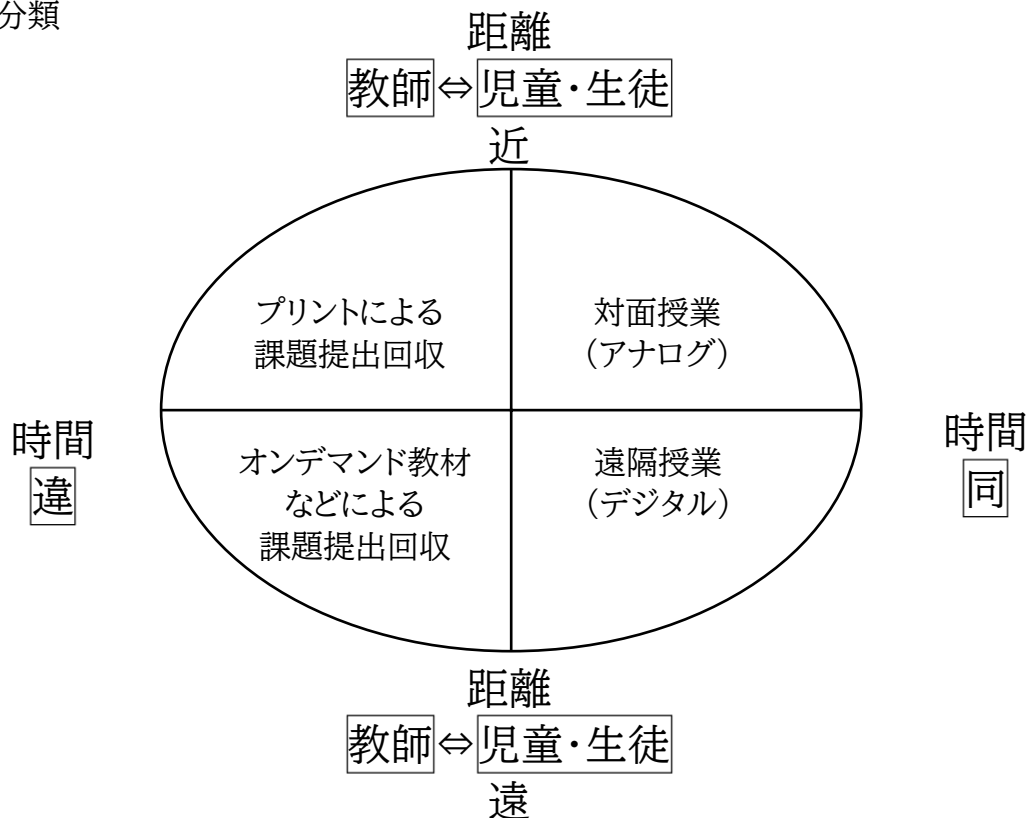 分類
距離
教師⇔児童・生徒
近
プリントによる
課題提出回収
対面授業
（アナログ）
時間
違
オンデマンド教材
などによる
課題提出回収
遠隔授業
（デジタル）
時間
同
距離
教師⇔児童・生徒
遠